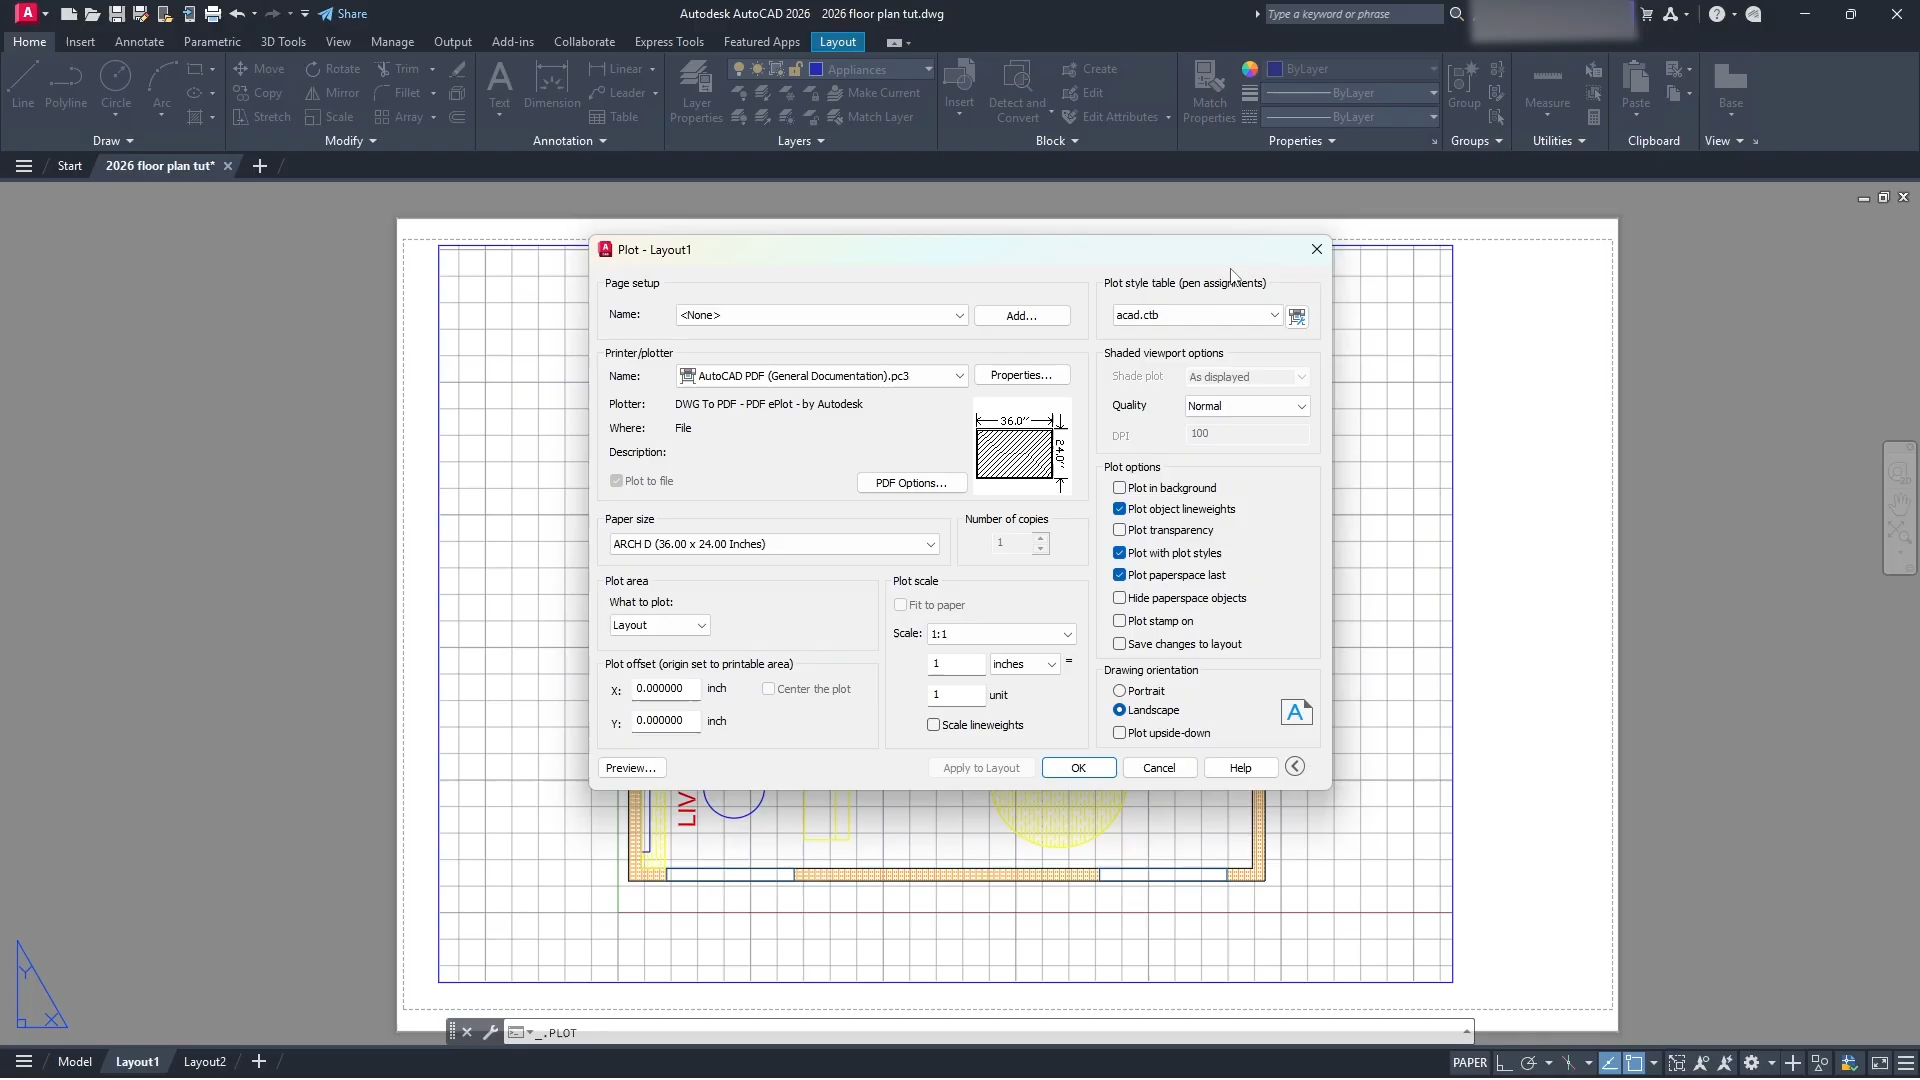 Share
Autodesk AutoCAD 2026 2026 floor plan tut.dwg
Type a keyword or phrase
Home Insert Annotate Parametric 3D Tools View Manage Output Add-ins Collaborate Express Tools Featured Apps Layout
Line Polyline Circle Arc
Move Rotate Trim
Copy Mirror Fillet
Stretch Scale Array
Text Dimension
Linear
Leader
Table
Layer Properties
Appliances
Make Current
Match Layer
Insert
Detect and Convert
Create
Edit
Edit Attributes
Match Properties
ByLayer
ByLayer
ByLayer
Group Measure Paste Base
Draw Modify Annotation Layers Block Properties Groups Utilities Clipboard View
Start 2026 floor plan tut*
Plot - Layout1
Page setup
Name: <None> Add...
Plot style table (pen assignments)
acad.ctb
Printer/plotter
Name: AutoCAD PDF (General Documentation).pc3 Properties...
Plotter: DWG To PDF - PDF ePlot - by Autodesk
Where: File
Description:
Plot to file
PDF Options...
36.0''
24.0''
Shaded viewport options
Shade plot As displayed
Quality Normal
DPI 100
Paper size
ARCH D (36.00 x 24.00 Inches)
Number of copies
1
Plot area
What to plot:
Layout
Plot offset (origin set to printable area)
X: 0.000000 inch
Center the plot
Y: 0.000000 inch
Plot scale
Fit to paper
Scale: 1:1
1 inches =
1 unit
Scale lineweights
Plot options
Plot in background
Plot object lineweights
Plot transparency
Plot with plot styles
Plot paperspace last
Hide paperspace objects
Plot stamp on
Save changes to layout
Drawing orientation
Portrait
Landscape
Plot upside-down
A
Preview... Apply to Layout OK Cancel Help
LIV
Y
X
_.PLOT
Model Layout1 Layout2
PAPER